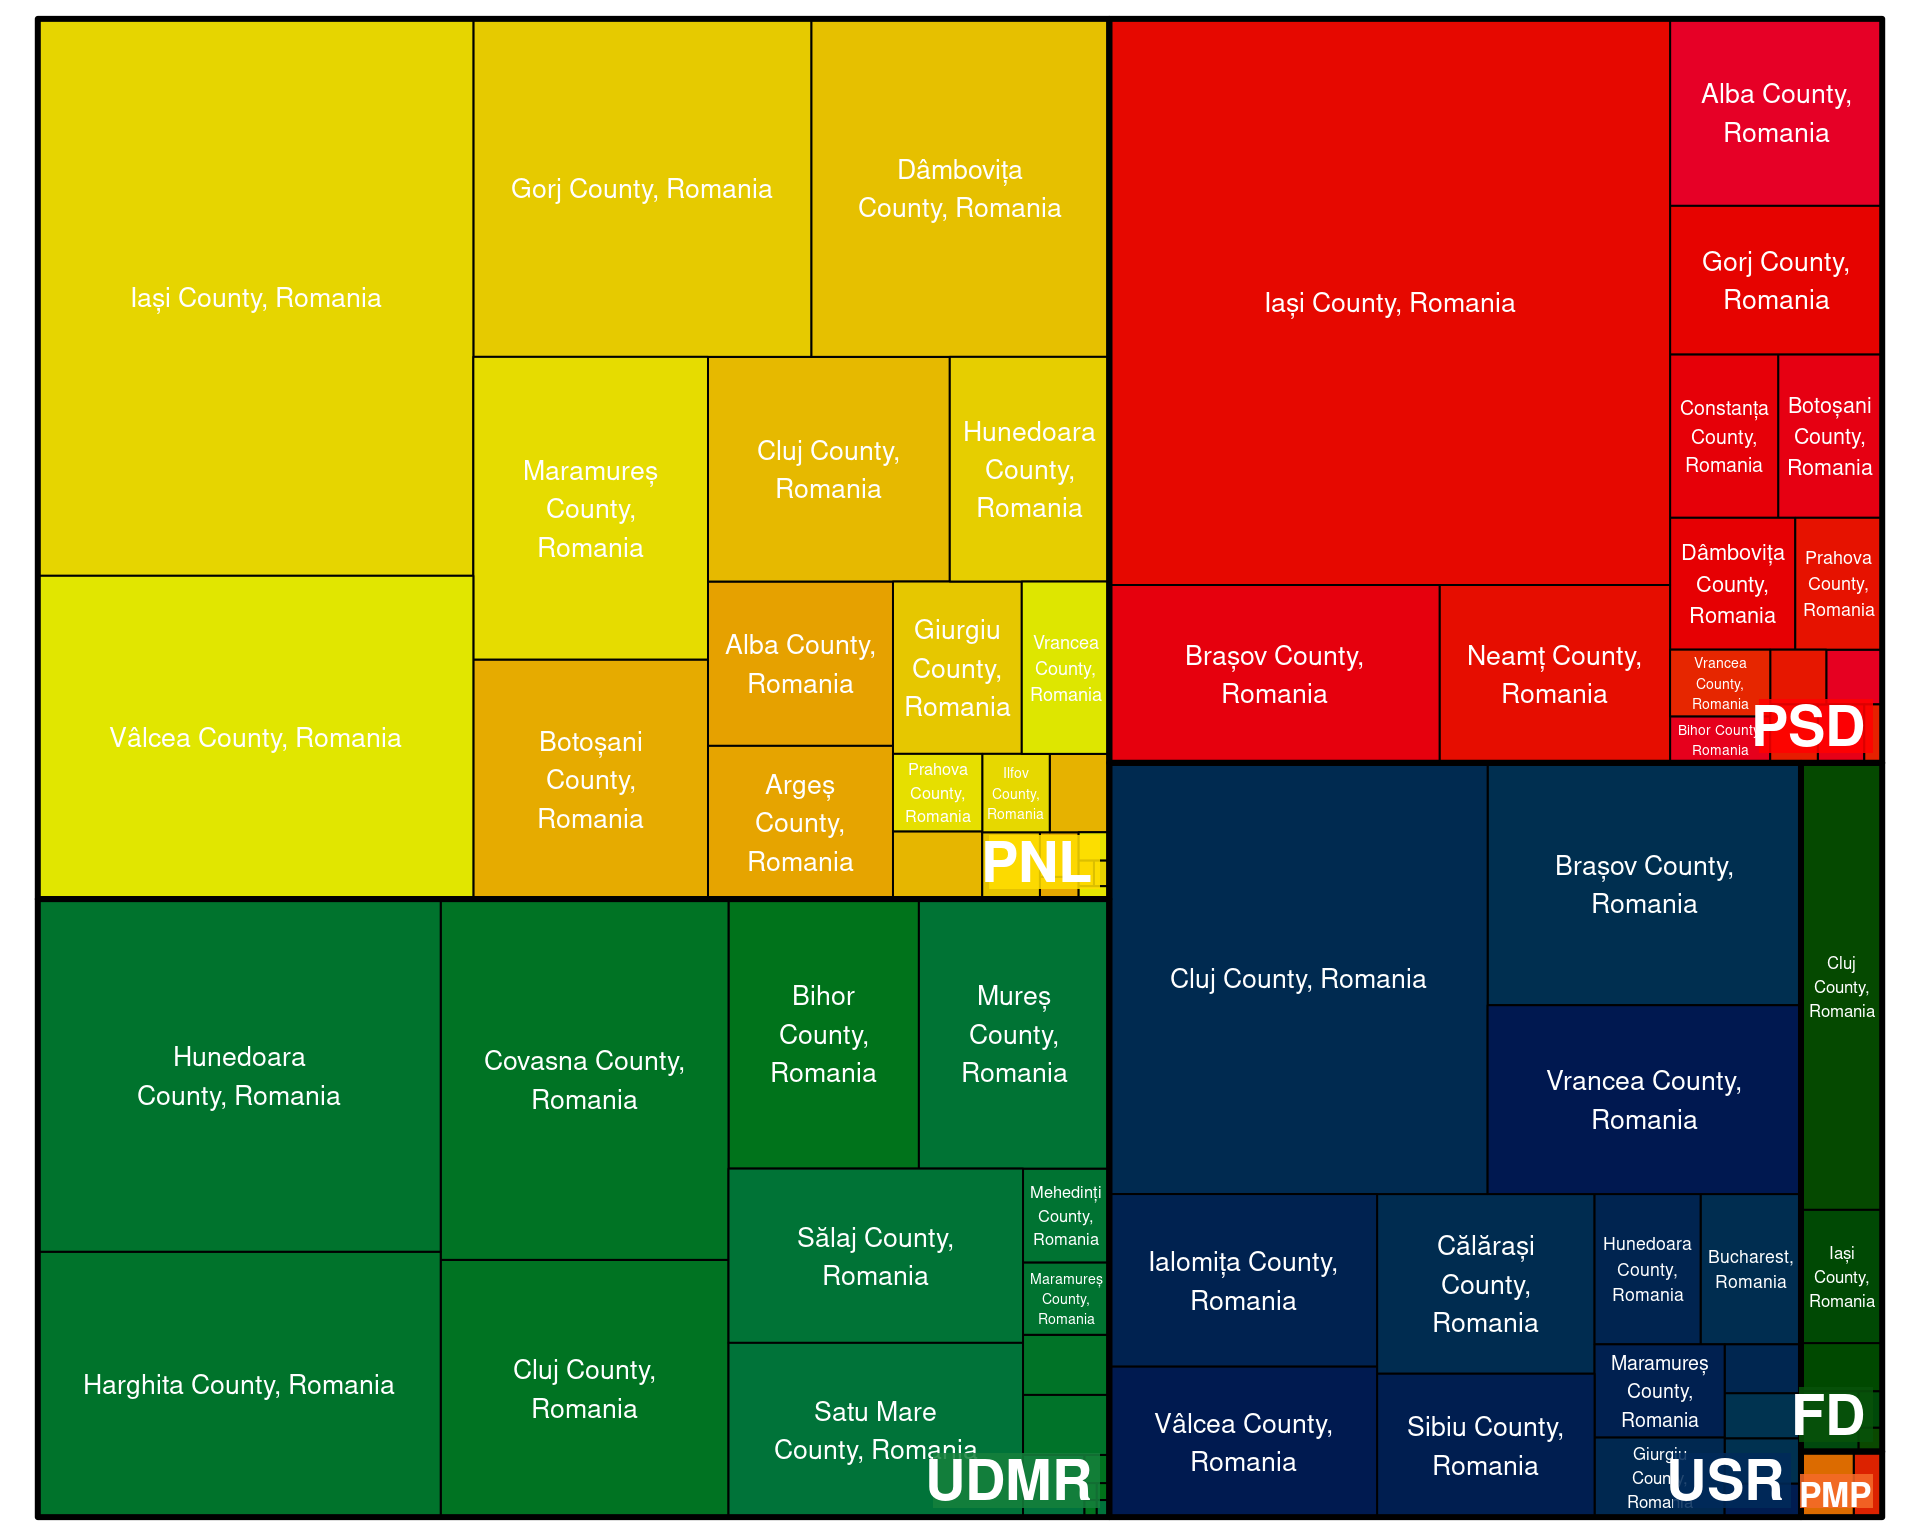 Iași County, Romania
Gorj County, Romania
Dâmbovița
County, Romania
Maramureș
County,
Romania
Cluj County,
Romania
Hunedoara
County,
Romania
Vâlcea County, Romania
Botoșani
County,
Romania
Alba County,
Romania
Argeș
County,
Romania
Giurgiu
County,
Romania
Vrancea
County,
Romania
Prahova
County,
Romania
Ilfov
County,
Romania
PNL
Iași County, Romania
Alba County,
Romania
Gorj County,
Romania
Constanța
County,
Romania
Botoșani
County,
Romania
Dâmbovița
County,
Romania
Prahova
County,
Romania
Brașov County,
Romania
Neamț County,
Romania
Vrancea
County,
Romania
Bihor County,
Romania
PSD
Hunedoara
County, Romania
Covasna County,
Romania
Bihor
County,
Romania
Mureș
County,
Romania
Harghita County, Romania
Cluj County,
Romania
Sălaj County,
Romania
Satu Mare
County, Romania
Mehedinți
County,
Romania
Maramureș
County,
Romania
UDMR
Cluj County, Romania
Brașov County,
Romania
Vrancea County,
Romania
Ialomița County,
Romania
Călărași
County,
Romania
Hunedoara
County,
Romania
Bucharest,
Romania
Vâlcea County,
Romania
Sibiu County,
Romania
Maramureș
County,
Romania
Giurgiu
County,
Romania
USR
Cluj
County,
Romania
Iași
County,
Romania
FD
PMP